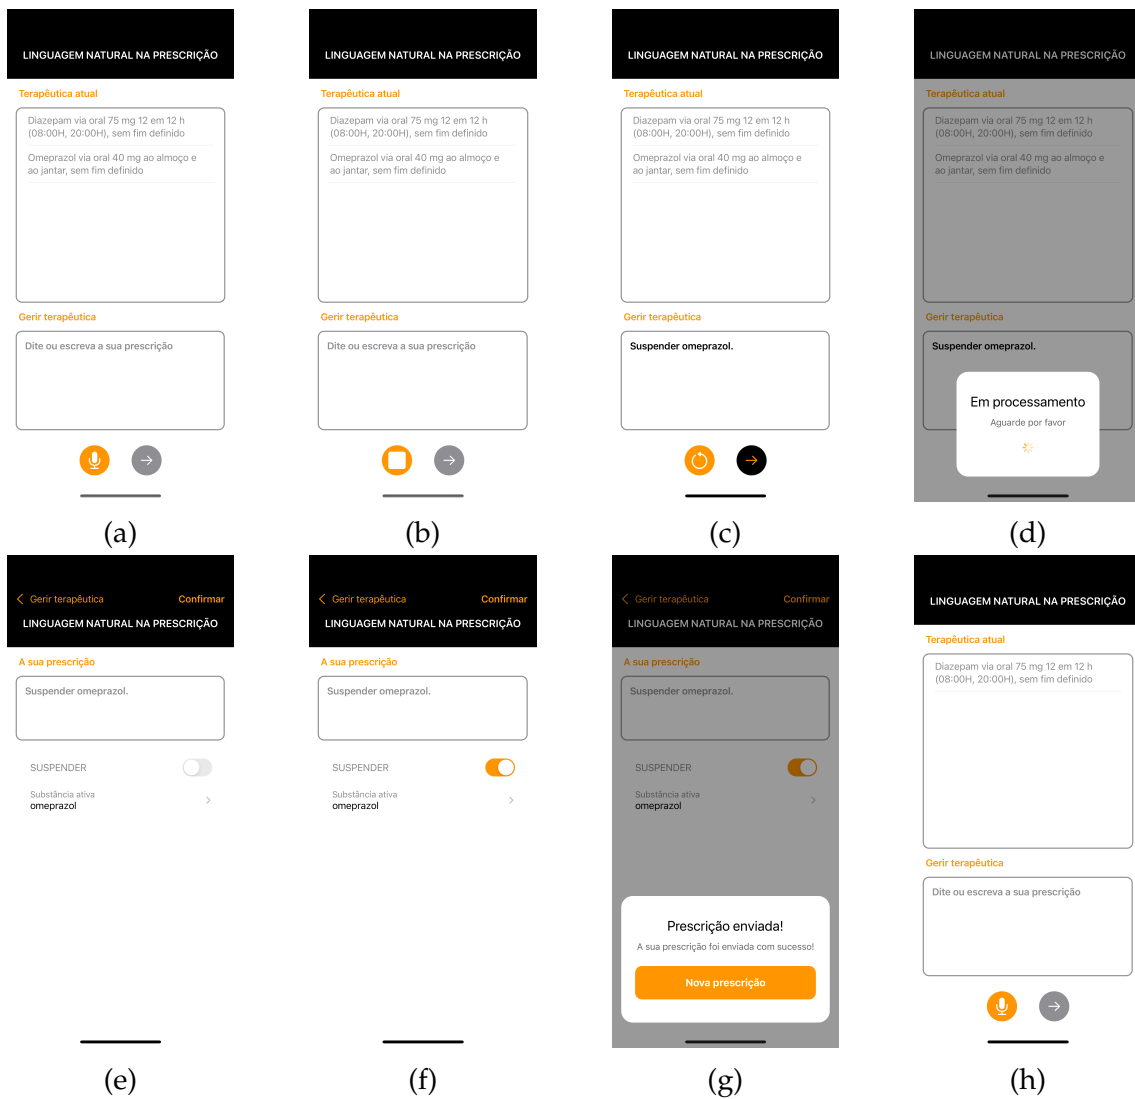 LINGUAGEM NATURAL NA PRESCRIÇÃO
Terapêutica atual
Diazepam via oral 75 mg 12 em 12 h
(08:00H, 20:00H), sem fim definido
Omeprazol via oral 40 mg ao almoço e
ao jantar, sem fim definido
Gerir terapêutica
Dite ou escreva a sua prescrição
(a)
LINGUAGEM NATURAL NA PRESCRIÇÃO
Terapêutica atual
Diazepam via oral 75 mg 12 em 12 h
(08:00H, 20:00H), sem fim definido
Omeprazol via oral 40 mg ao almoço e
ao jantar, sem fim definido
Gerir terapêutica
Dite ou escreva a sua prescrição
(b)
LINGUAGEM NATURAL NA PRESCRIÇÃO
Terapêutica atual
Diazepam via oral 75 mg 12 em 12 h
(08:00H, 20:00H), sem fim definido
Omeprazol via oral 40 mg ao almoço e
ao jantar, sem fim definido
Gerir terapêutica
Suspender omeprazol.
(c)
LINGUAGEM NATURAL NA PRESCRIÇÃO
Terapêutica atual
Diazepam via oral 75 mg 12 em 12 h
(08:00H, 20:00H), sem fim definido
Omeprazol via oral 40 mg ao almoço e
ao jantar, sem fim definido
Gerir terapêutica
Suspender omeprazol.
Em processamento
Aguarde por favor
(d)
Gerir terapêutica Confirmar
LINGUAGEM NATURAL NA PRESCRIÇÃO
A sua prescrição
Suspender omeprazol.
SUSPENDER
Substância ativa
omeprazol
(e)
Gerir terapêutica Confirmar
LINGUAGEM NATURAL NA PRESCRIÇÃO
A sua prescrição
Suspender omeprazol.
SUSPENDER
Substância ativa
omeprazol
(f)
Gerir terapêutica Confirmar
LINGUAGEM NATURAL NA PRESCRIÇÃO
A sua prescrição
Suspender omeprazol.
SUSPENDER
Substância ativa
omeprazol
Prescrição enviada!
A sua prescrição foi enviada com sucesso!
Nova prescrição
(g)
LINGUAGEM NATURAL NA PRESCRIÇÃO
Terapêutica atual
Diazepam via oral 75 mg 12 em 12 h
(08:00H, 20:00H), sem fim definido
Gerir terapêutica
Dite ou escreva a sua prescrição
(h)